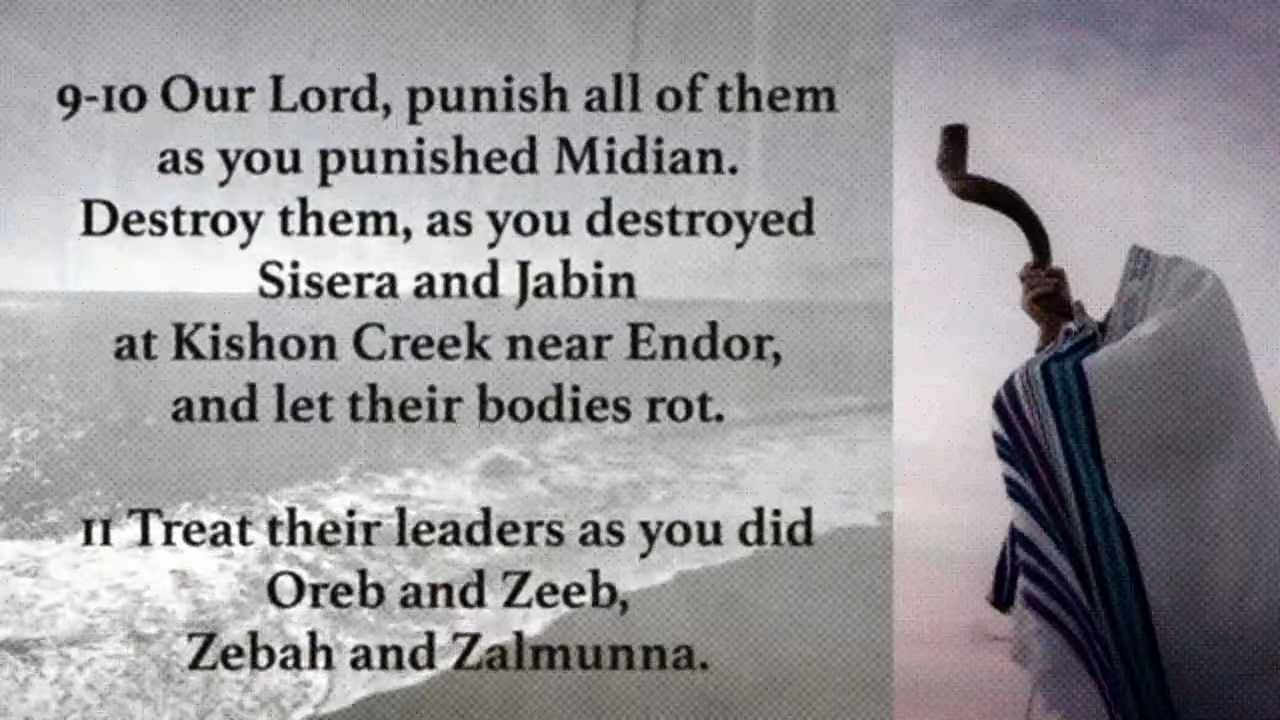 9-10 Our Lord, punish all of them
as you punished Midian.
Destroy them, as you destroyed
Sisera and Jabin
at Kishon Creek near Endor,
and let their bodies rot.
11 Treat their leaders as you did
Oreb and Zeeb,
Zebah and Zalmunna.